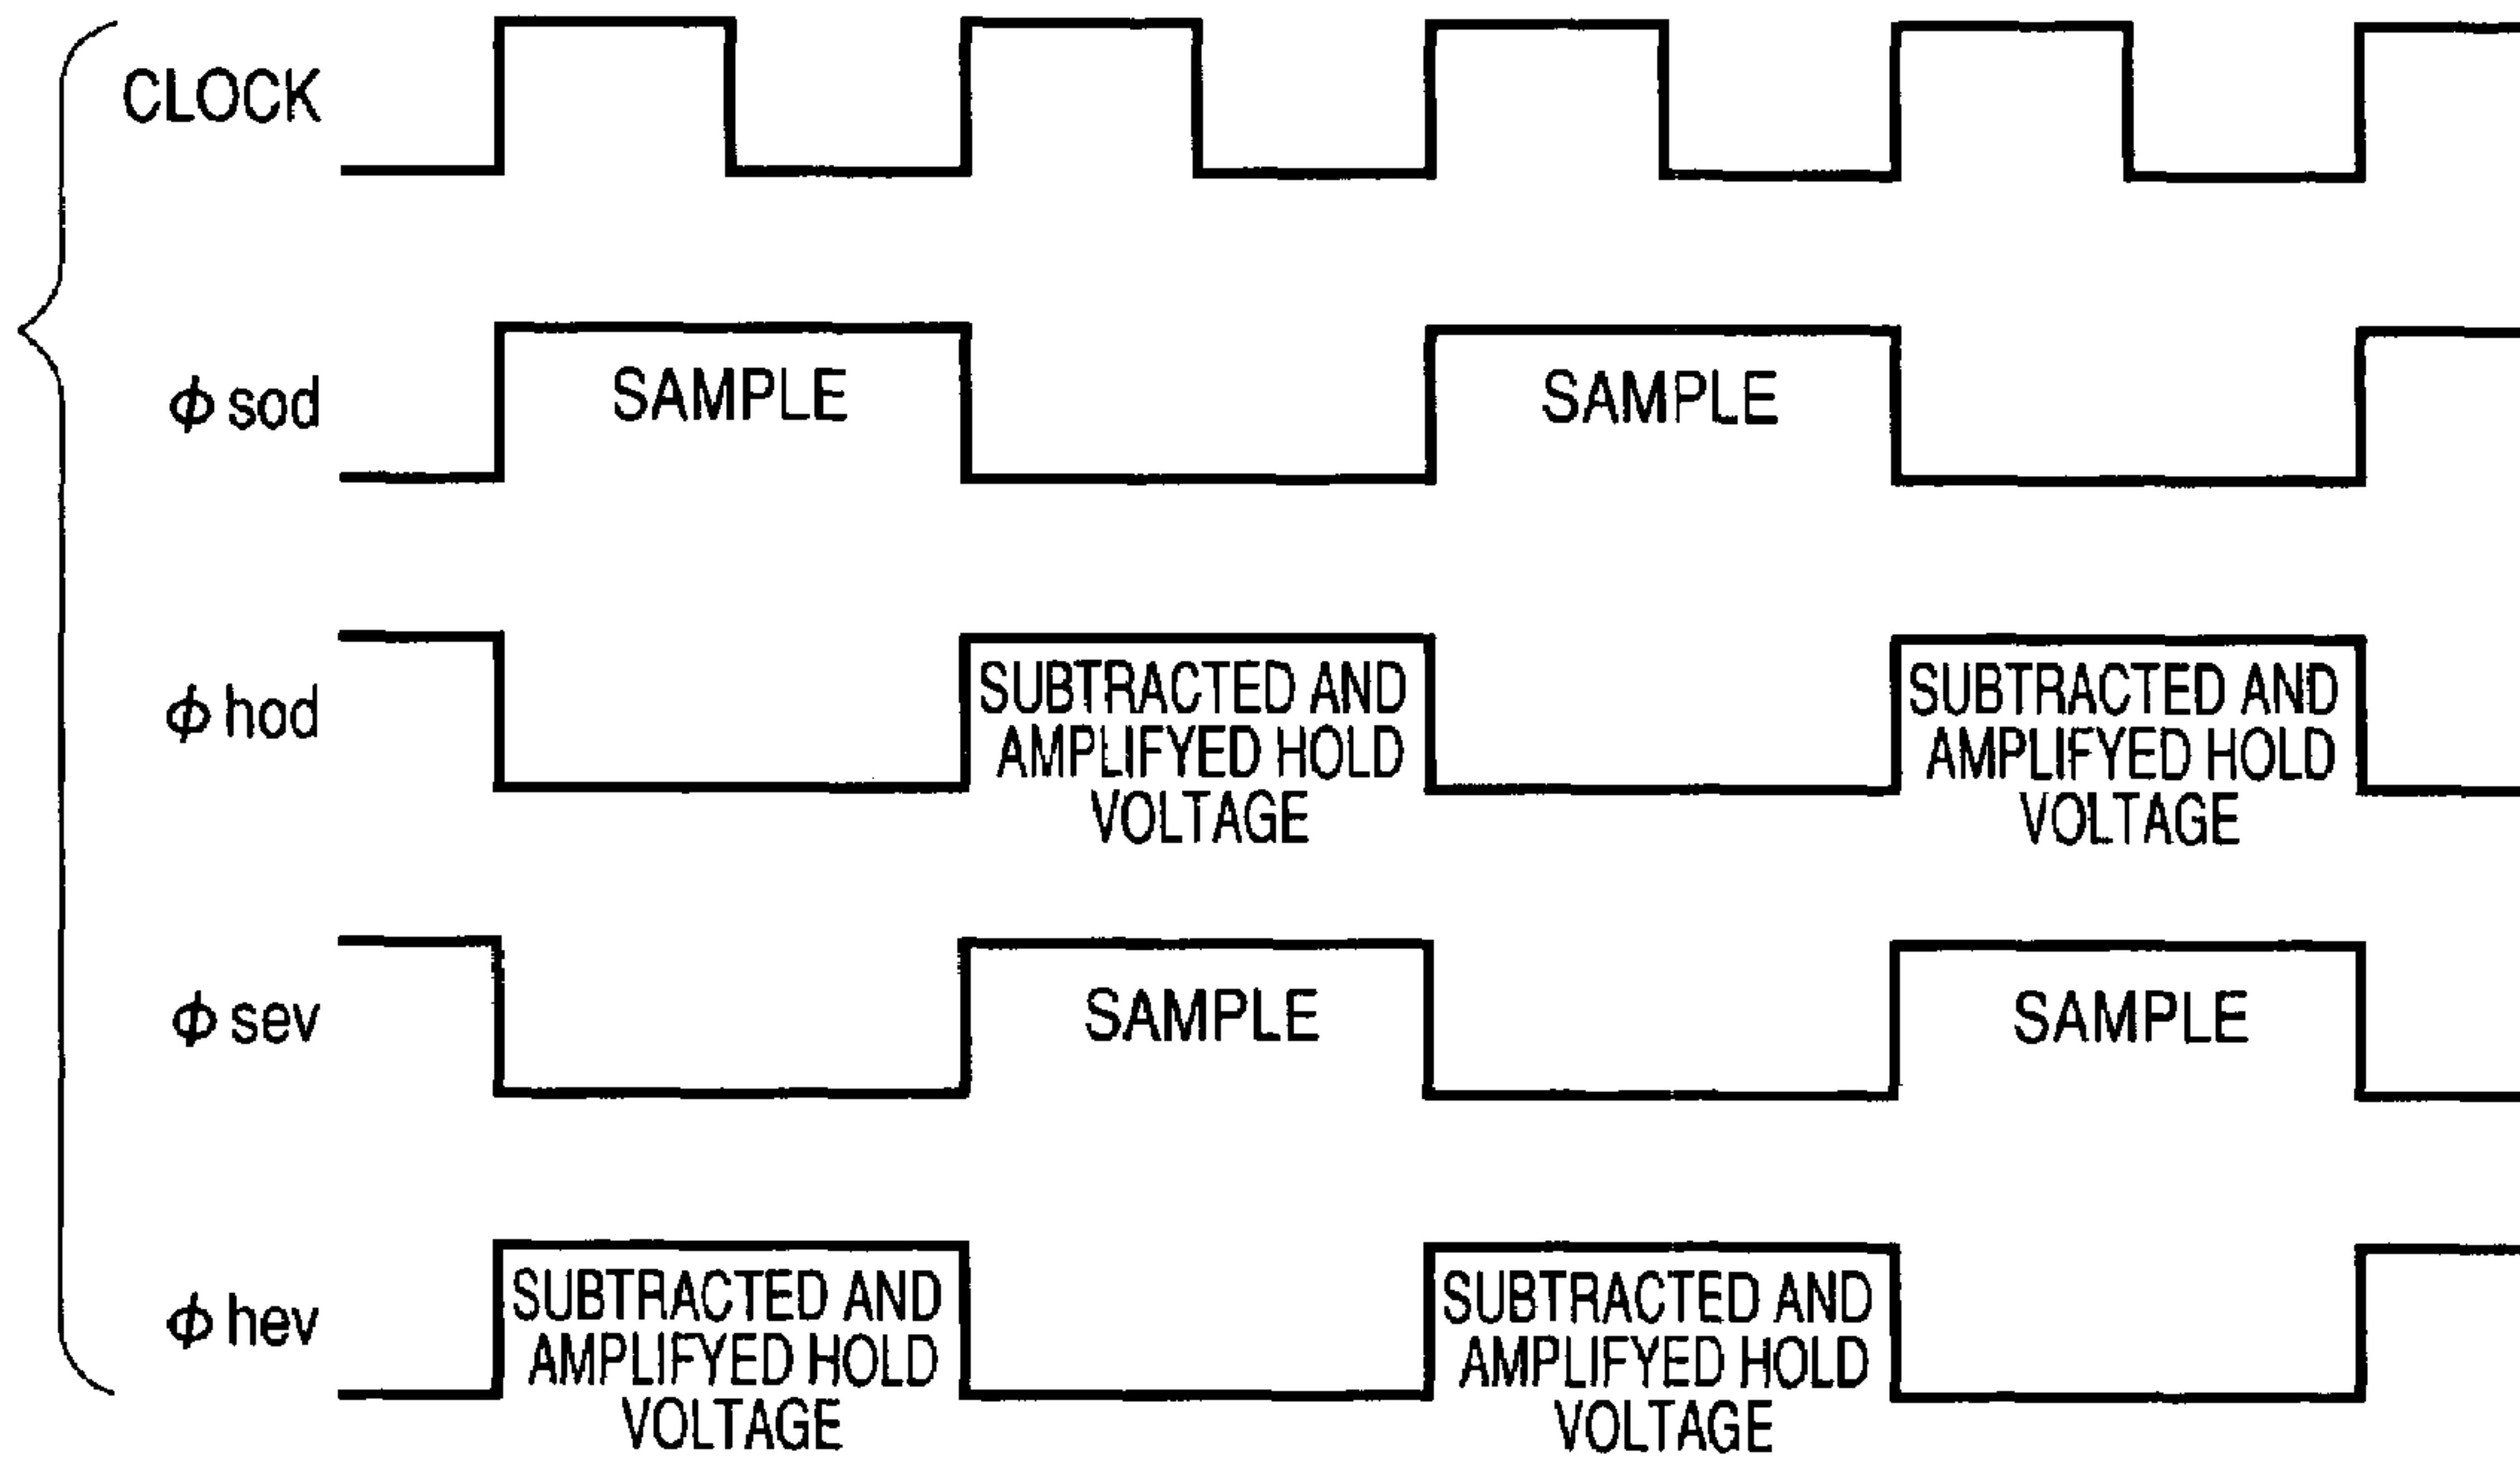 CLOCK
ϕ sod
SAMPLE
SAMPLE
ϕ hod
SUBTRACTED AND
AMPLIFYED HOLD
VOLTAGE
SUBTRACTED AND
AMPLIFYED HOLD
VOLTAGE
ϕ sev
SAMPLE
SAMPLE
ϕ hev
SUBTRACTED AND
AMPLIFYED HOLD
VOLTAGE
SUBTRACTED AND
AMPLIFYED HOLD
VOLTAGE